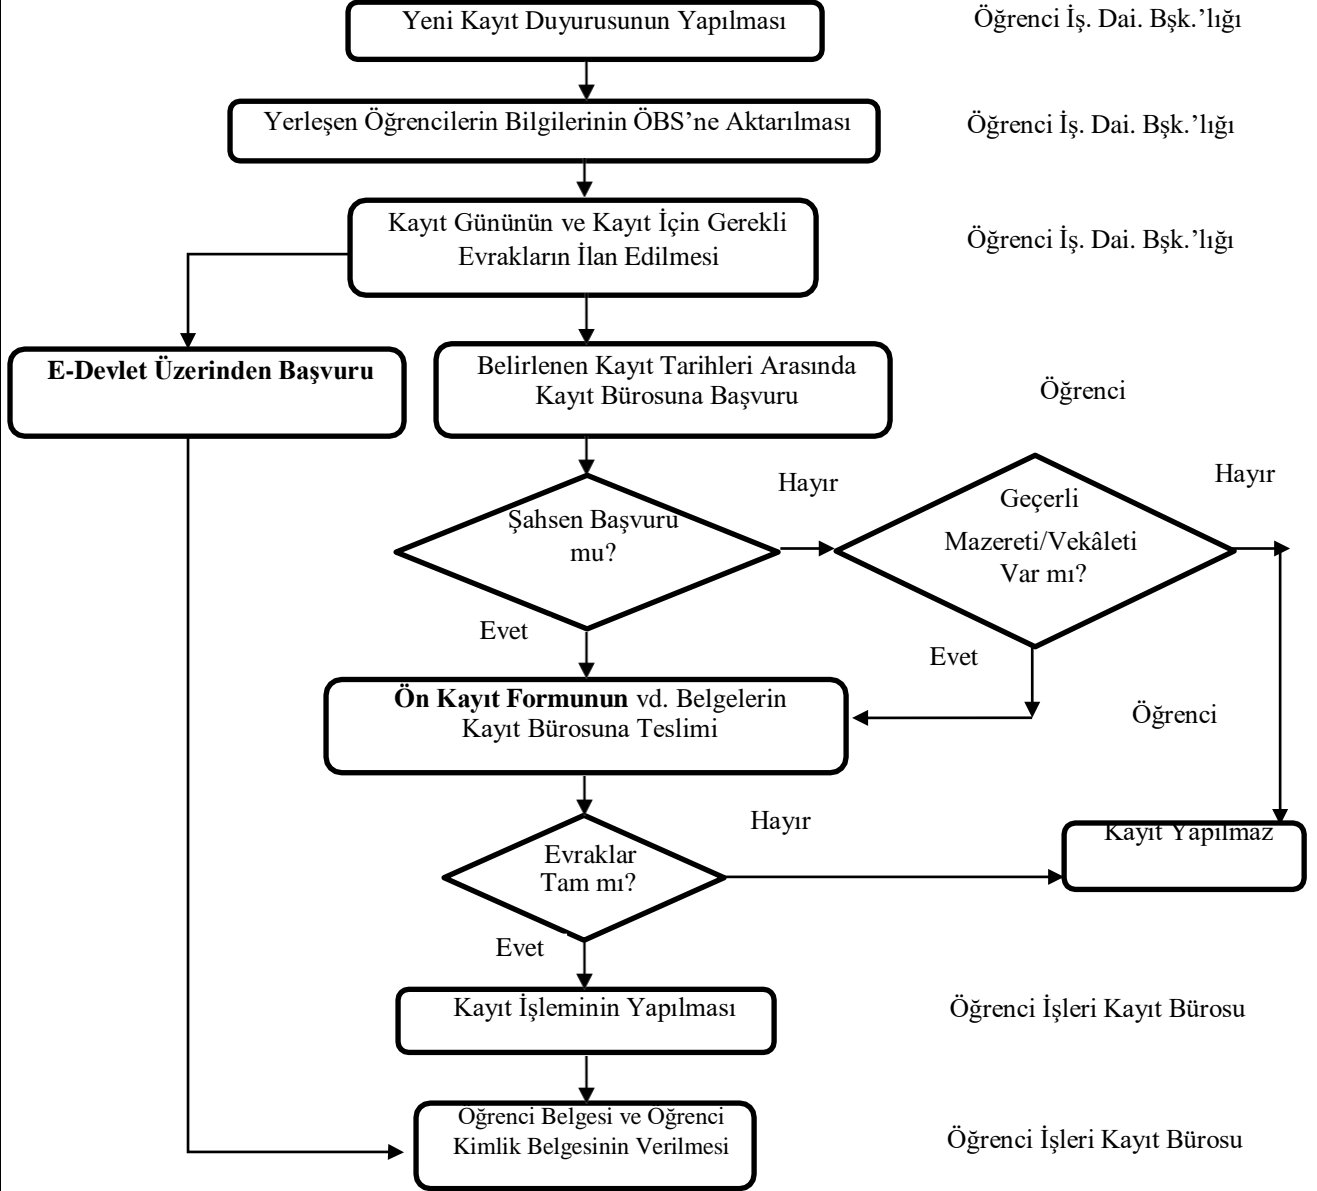 Yeni Kayıt Duyurusunun Yapılması
Öğrenci İş. Dai. Bşk.’lığı
Yerleşen Öğrencilerin Bilgilerinin ÖBS’ne Aktarılması
Öğrenci İş. Dai. Bşk.’lığı
Kayıt Gününün ve Kayıt İçin Gerekli
Evrakların İlan Edilmesi
Öğrenci İş. Dai. Bşk.’lığı
E-Devlet Üzerinden Başvuru
Belirlenen Kayıt Tarihleri Arasında
Kayıt Bürosuna Başvuru
Öğrenci
Şahsen Başvuru
mu?
Hayır
Geçerli
Mazereti/Vekâleti
Var mı?
Hayır
Evet
Evet
Ön Kayıt Formunun vd. Belgelerin
Kayıt Bürosuna Teslimi
Öğrenci
Evraklar
Tam mı?
Hayır
Kayıt Yapılmaz
Evet
Kayıt İşleminin Yapılması
Öğrenci İşleri Kayıt Bürosu
Öğrenci Belgesi ve Öğrenci
Kimlik Belgesinin Verilmesi
Öğrenci İşleri Kayıt Bürosu